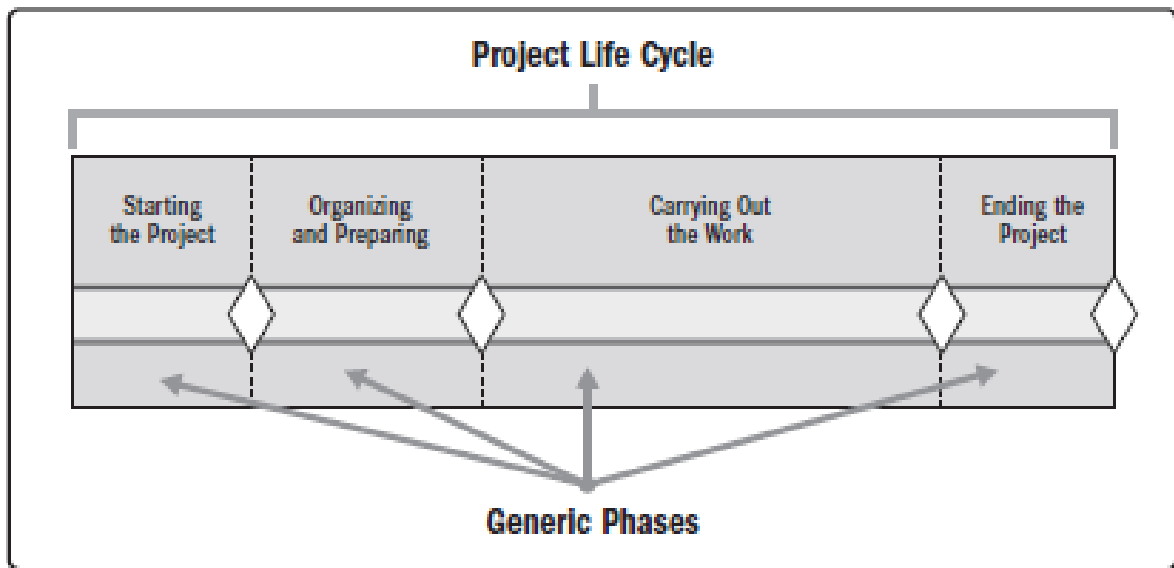 Project Life Cycle
Starting
the Project
Organizing
and Preparing
Carrying Out
the Work
Ending the
Project
Generic Phases